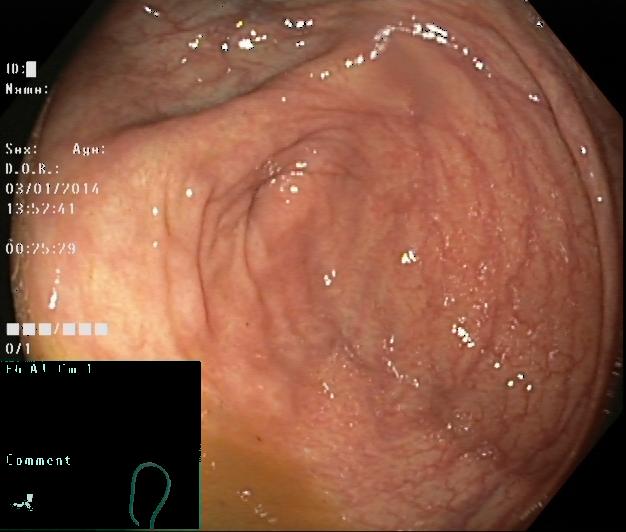 ID:
Name:
Sex: Age:
D.O.B.:
03/01/2014
13:52:41
00:25:29
/
0/1
Comment